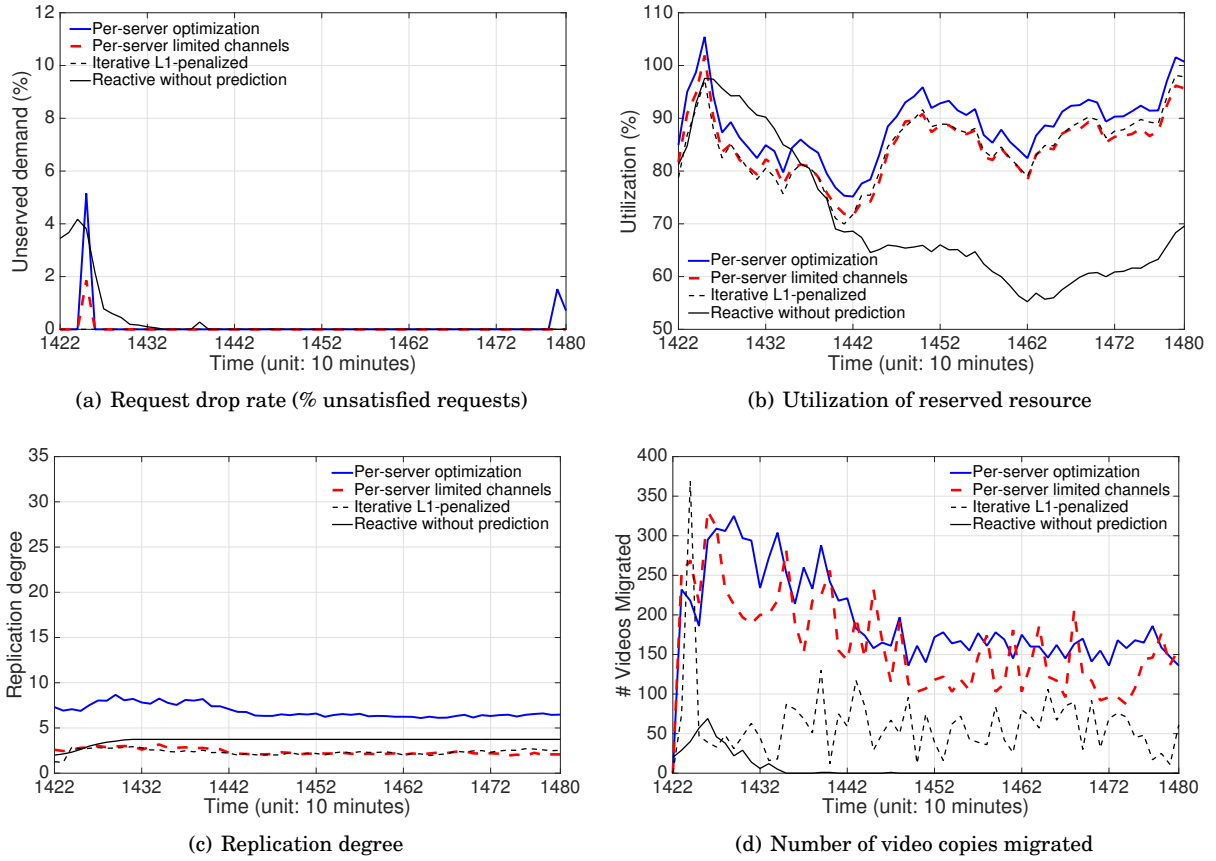 12
10
8
6
4
2
0
Unserved demand (%)
Per-server optimization
Per-server limited channels
Iterative L1-penalized
Reactive without prediction
1422 1432 1442 1452 1462 1472 1480
Time (unit: 10 minutes)
(a) Request drop rate (% unsatisfied requests)
110
100
90
80
70
60
50
Utilization (%)
Per-server optimization
Per-server limited channels
Iterative L1-penalized
Reactive without prediction
1422 1432 1442 1452 1462 1472 1480
Time (unit: 10 minutes)
(b) Utilization of reserved resource
35
30
25
20
15
10
5
0
Replication degree
Per-server optimization
Per-server limited channels
Iterative L1-penalized
Reactive without prediction
1422 1432 1442 1452 1462 1472 1480
Time (unit: 10 minutes)
(c) Replication degree
400
350
300
250
200
150
100
50
0
# Videos Migrated
Per-server optimization
Per-server limited channels
Iterative L1-penalized
Reactive without prediction
1422 1432 1442 1452 1462 1472 1480
Time (unit: 10 minutes)
(d) Number of video copies migrated